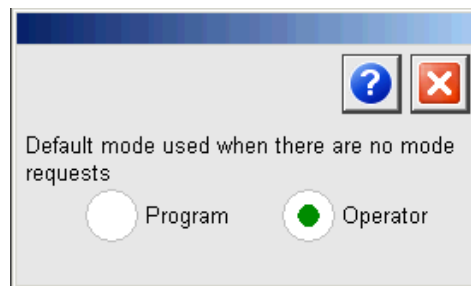 Default mode used when there are no mode
requests
Program Operator